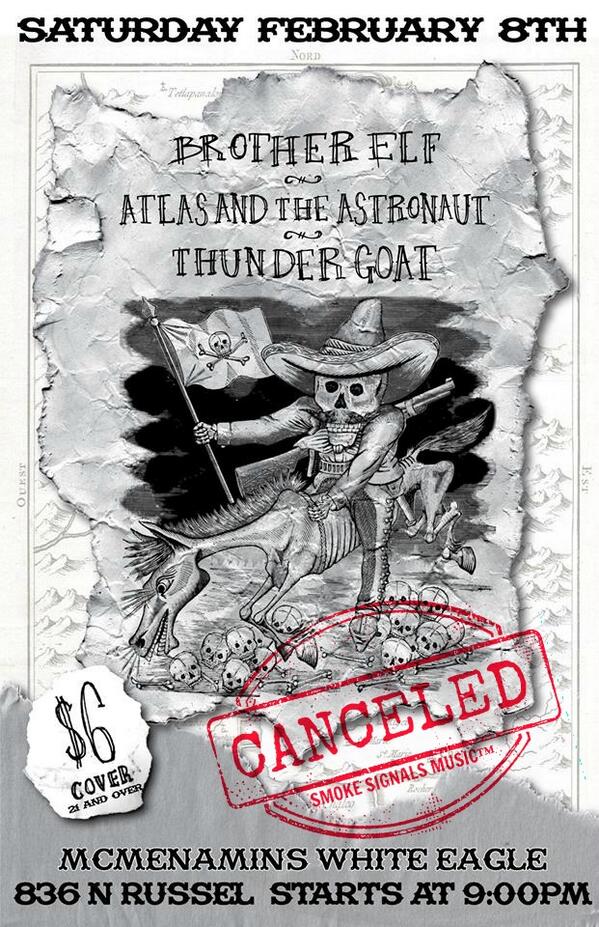 SATURDAY FEBRUARY 8TH
NORD
BROTHER ELF
ATLAS AND THE ASTRONAUT
THUNDER GOAT
OUEST
EST
CANCELED
SMOKE SIGNALS MUSIC™
$6
COVER
21 AND OVER
MCMENAMINS WHITE EAGLE
836 N RUSSEL STARTS AT 9:00PM